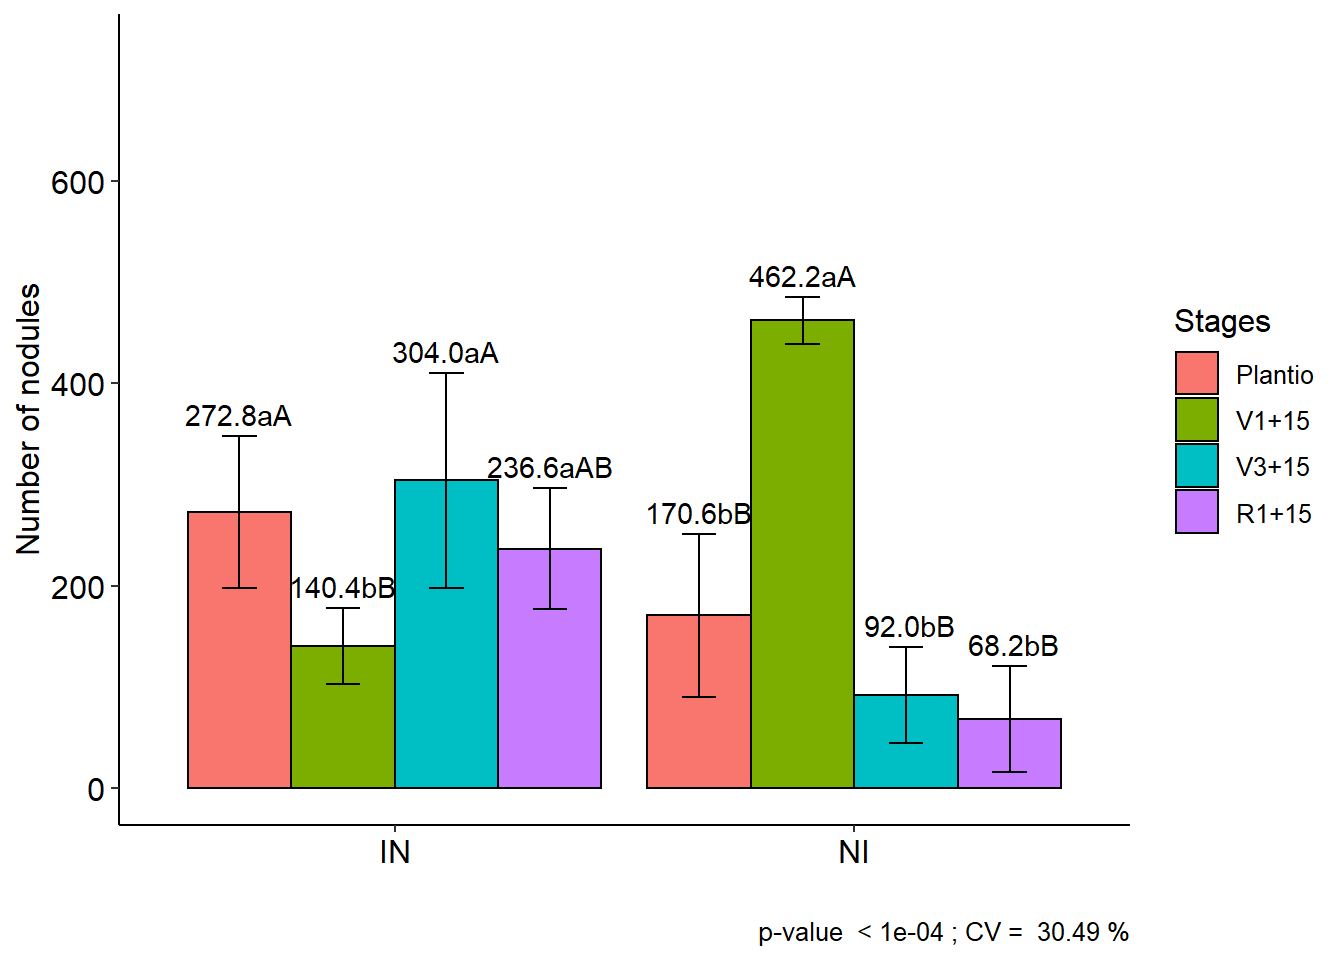 Number of nodules
600
400
200
0
272.8aA
140.4bB
304.0aA
236.6aAB
170.6bB
462.2aA
92.0bB
68.2bB
IN
NI
Stages
Plantio
V1+15
V3+15
R1+15
p-value < 1e-04 ; CV = 30.49 %